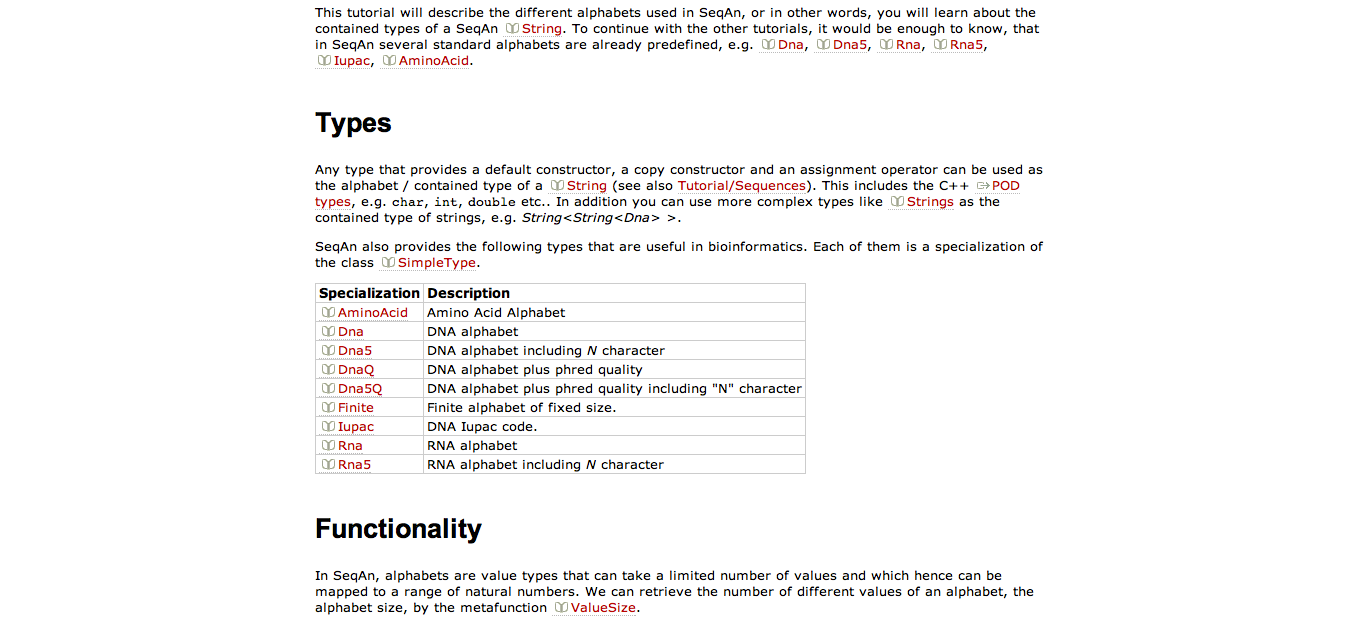 This tutorial will describe the different alphabets used in SeqAn, or in other words, you will learn about the
contained types of a SeqAn String. To continue with the other tutorials, it would be enough to know, that
in SeqAn several standard alphabets are already predefined, e.g. Dna, Dna5, Rna, Rna5,
Iupac, AminoAcid.
Types
Any type that provides a default constructor, a copy constructor and an assignment operator can be used as
the alphabet / contained type of a String (see also Tutorial/Sequences). This includes the C++ POD
types, e.g. char, int, double etc.. In addition you can use more complex types like Strings as the
contained type of strings, e.g. String<String<Dna> >.
SeqAn also provides the following types that are useful in bioinformatics. Each of them is a specialization of
the class SimpleType.
Specialization Description
AminoAcid Amino Acid Alphabet
Dna DNA alphabet
Dna5 DNA alphabet including N character
DnaQ DNA alphabet plus phred quality
Dna5Q DNA alphabet plus phred quality including "N" character
Finite Finite alphabet of fixed size.
Iupac DNA Iupac code.
Rna RNA alphabet
Rna5 RNA alphabet including N character
Functionality
In SeqAn, alphabets are value types that can take a limited number of values and which hence can be
mapped to a range of natural numbers. We can retrieve the number of different values of an alphabet, the
alphabet size, by the metafunction ValueSize.